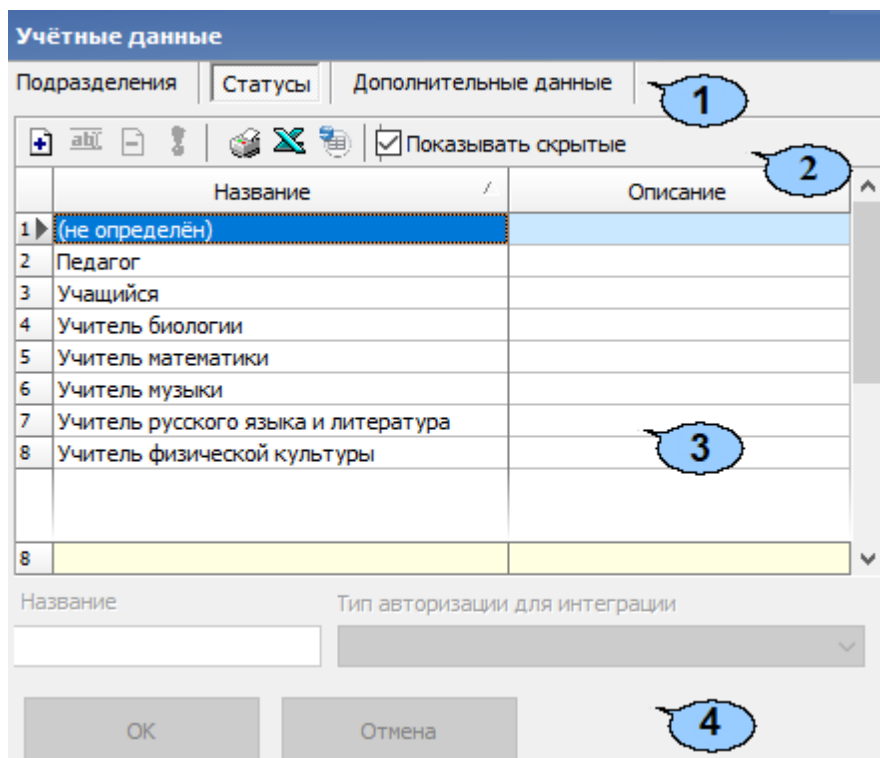 Учётные данные
Подразделения Статусы Дополнительные данные 1
abc Показывать скрытые 2
Название Описание
1 (не определён)
2 Педагог
3 Учащийся
4 Учитель биологии
5 Учитель математики
6 Учитель музыки
7 Учитель русского языка и литература
8 Учитель физической культуры 3
8
Название Тип авторизации для интеграции
OK Отмена 4